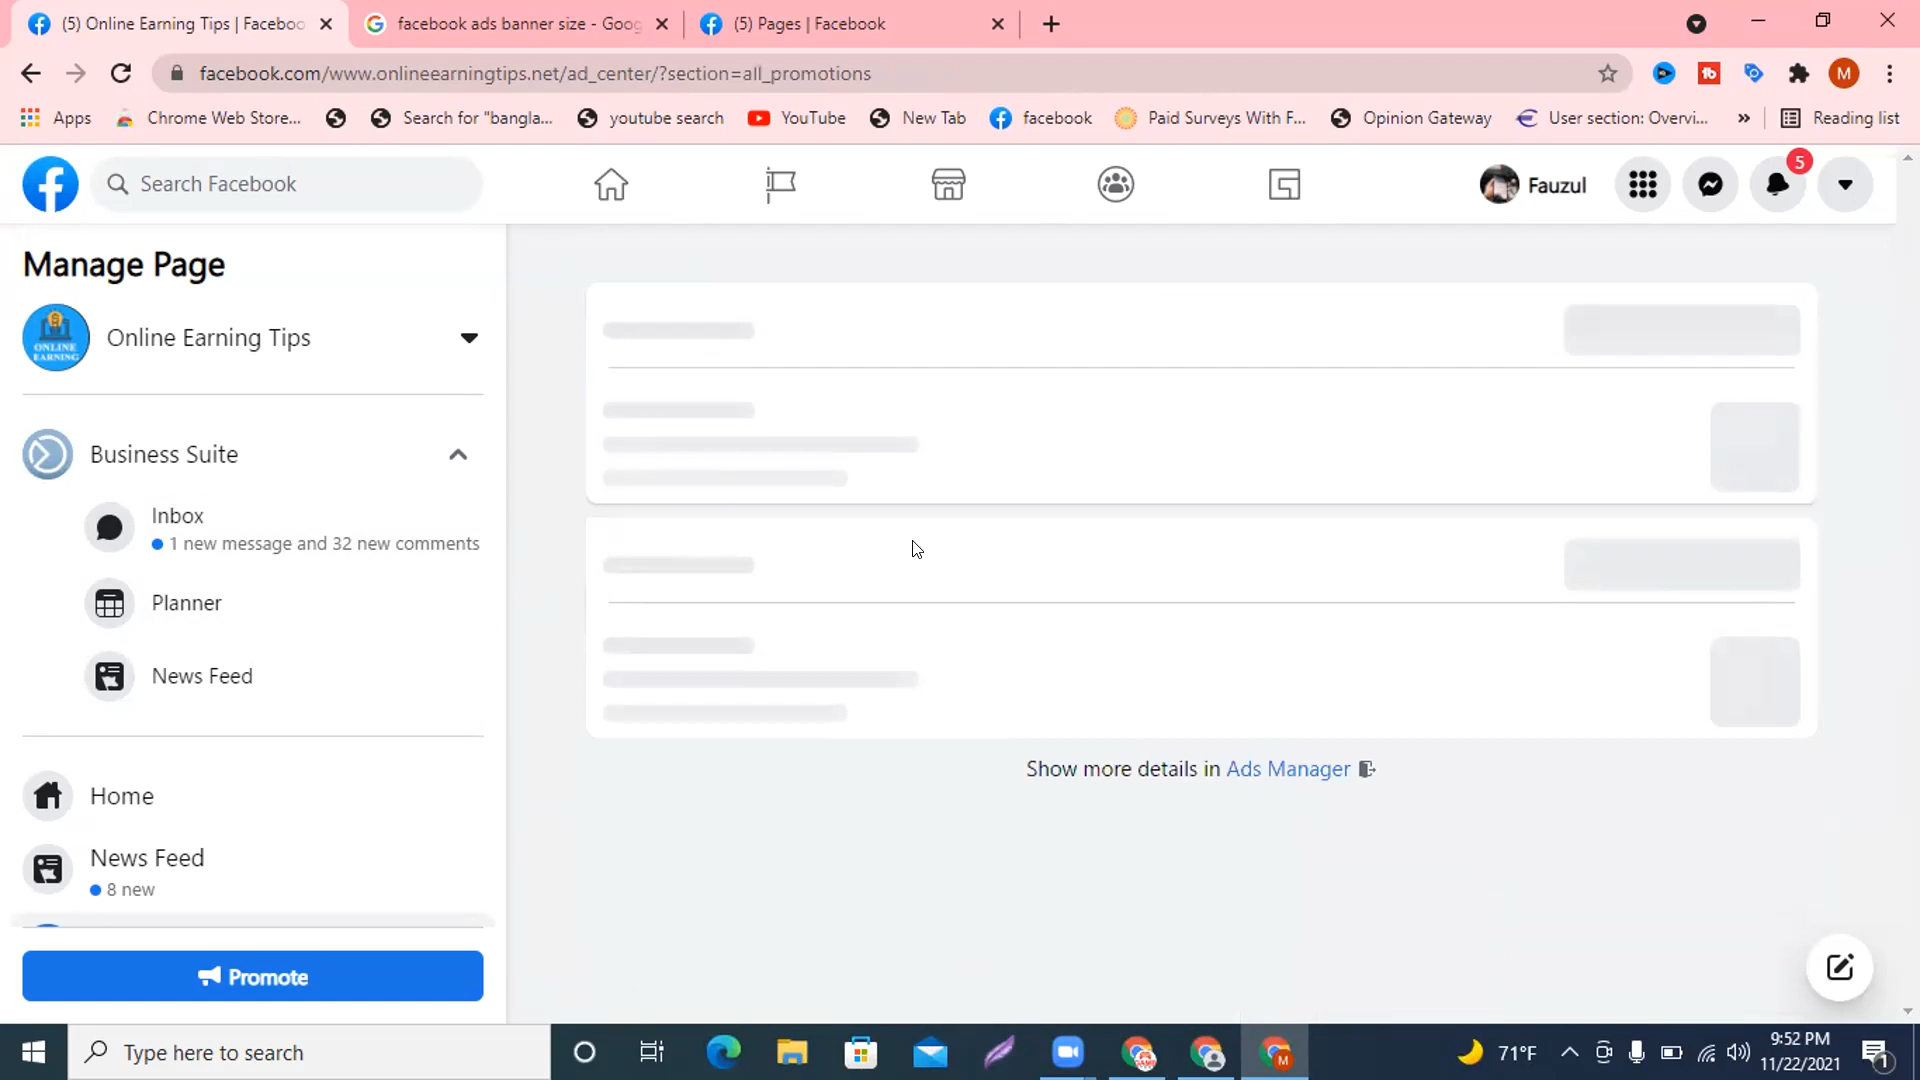 (5) Online Earning Tips | Faceboo
facebook ads banner size - Goog
(5) Pages | Facebook
facebook.com/www.onlineearningtips.net/ad_center/?section=all_promotions
M
Apps
Chrome Web Store...
Search for "bangla...
youtube search
YouTube
New Tab
facebook
Paid Surveys With F...
Opinion Gateway
User section: Overvi...
»
Reading list
Search Facebook
Fauzul
5
Manage Page
ONLINE
EARNING
Online Earning Tips
Business Suite
Inbox
1 new message and 32 new comments
Planner
News Feed
Home
News Feed
8 new
Promote
Show more details in Ads Manager
Type here to search
M
71°F
9:52 PM
11/22/2021
1